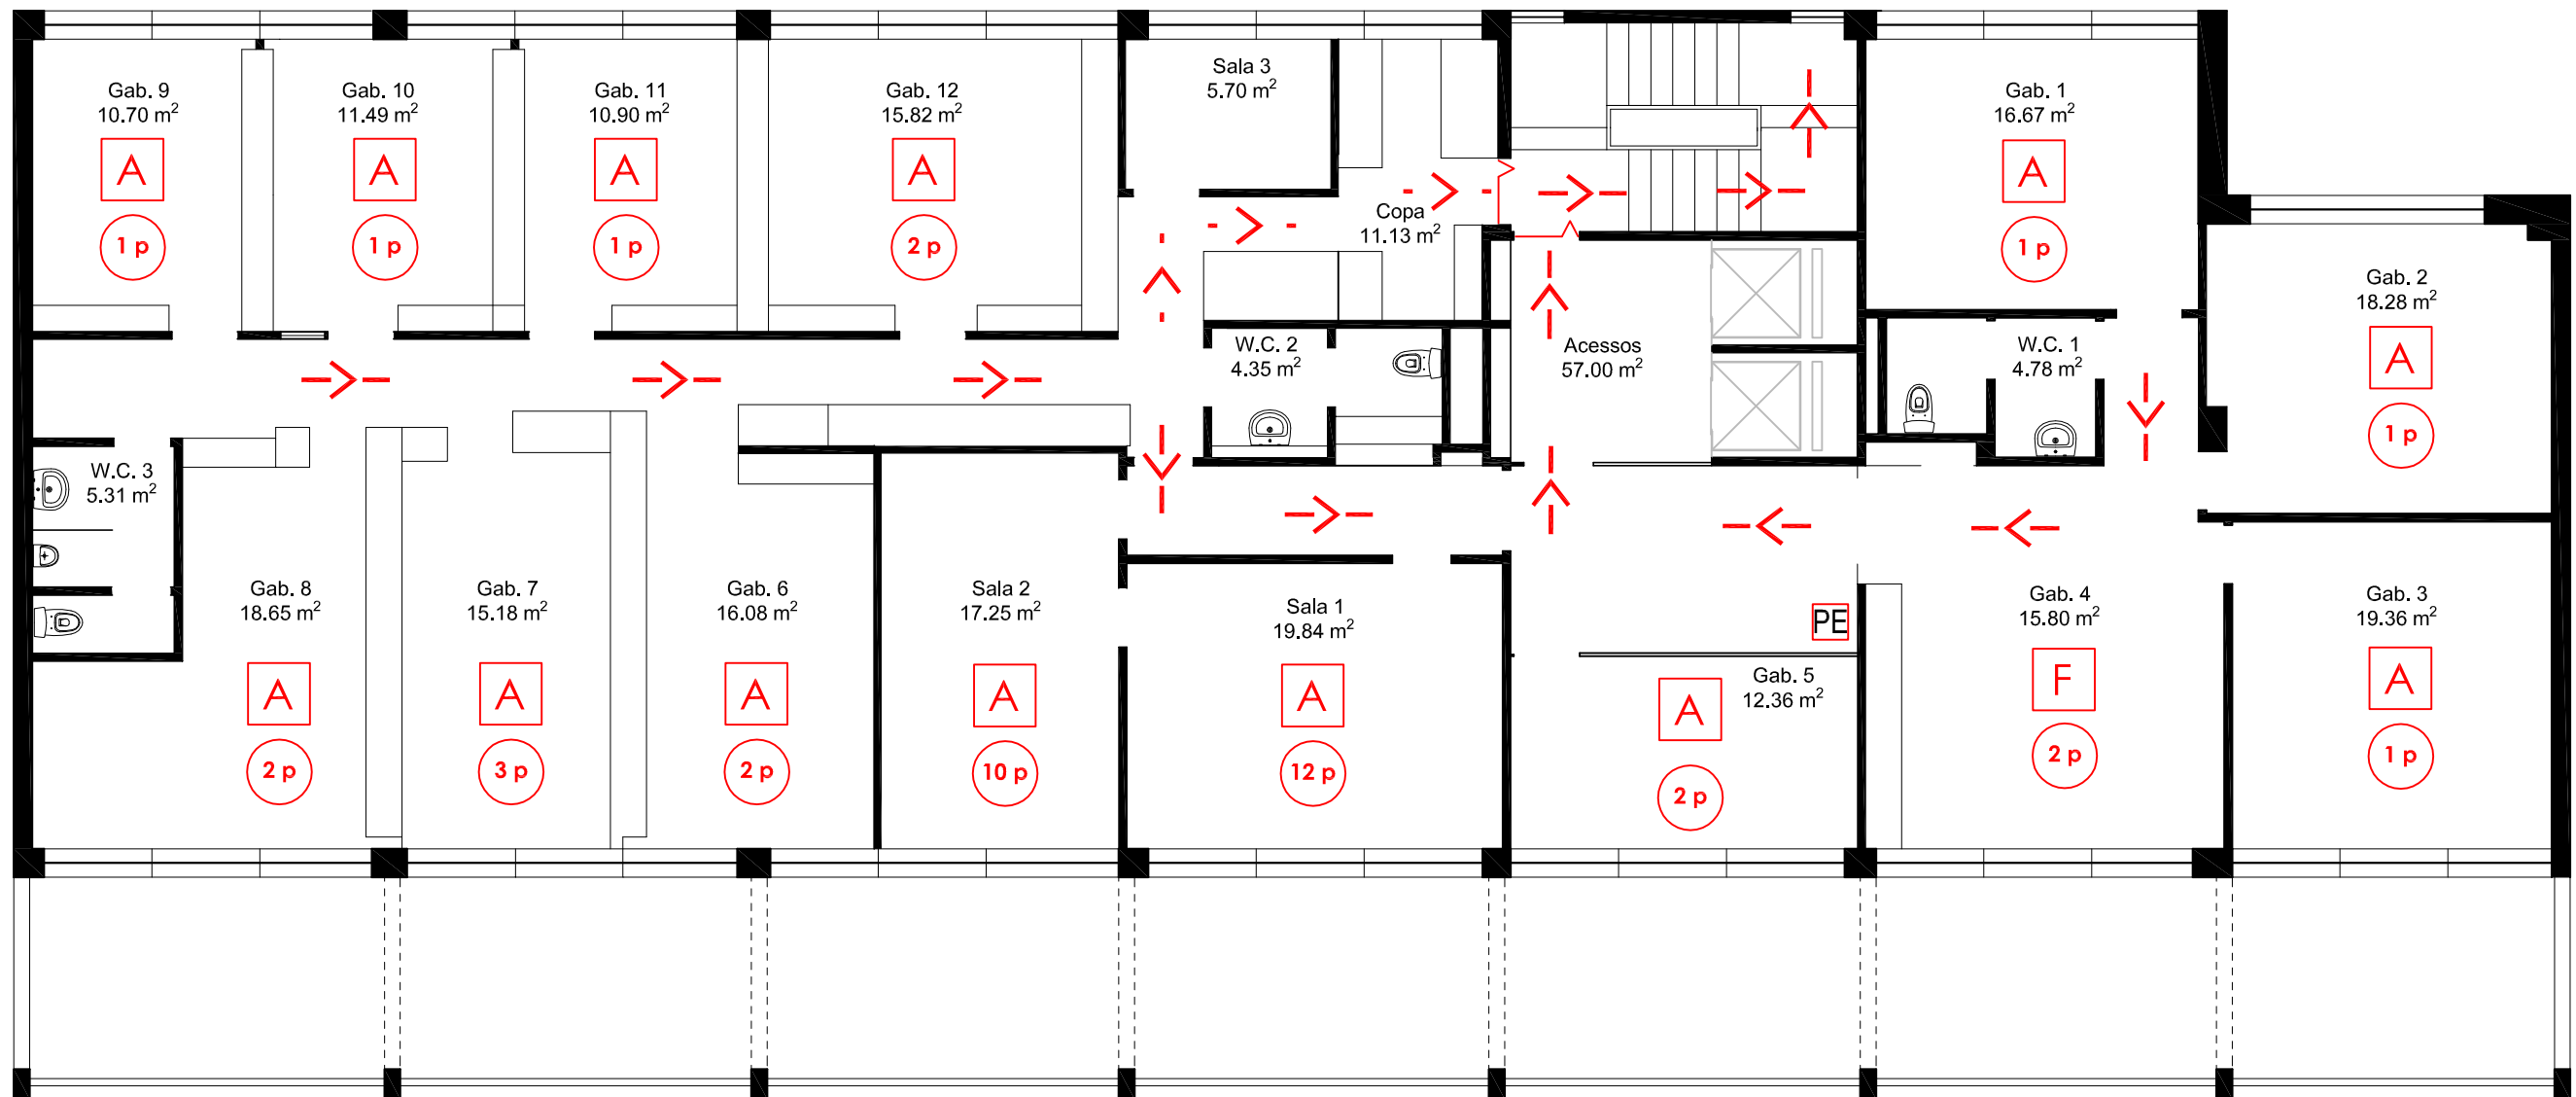 Gab. 9
10.70 m²
A
1 p
Gab. 10
11.49 m²
A
1 p
Gab. 11
10.90 m²
A
1 p
Gab. 12
15.82 m²
A
2 p
Sala 3
5.70 m²
Copa
11.13 m²
Gab. 1
16.67 m²
A
1 p
Gab. 2
18.28 m²
A
1 p
W.C. 2
4.35 m²
Acessos
57.00 m²
W.C. 1
4.78 m²
W.C. 3
5.31 m²
Gab. 8
18.65 m²
A
2 p
Gab. 7
15.18 m²
A
3 p
Gab. 6
16.08 m²
A
2 p
Sala 2
17.25 m²
A
10 p
Sala 1
19.84 m²
A
12 p
PE
Gab. 5
12.36 m²
A
2 p
Gab. 4
15.80 m²
F
2 p
Gab. 3
19.36 m²
A
1 p